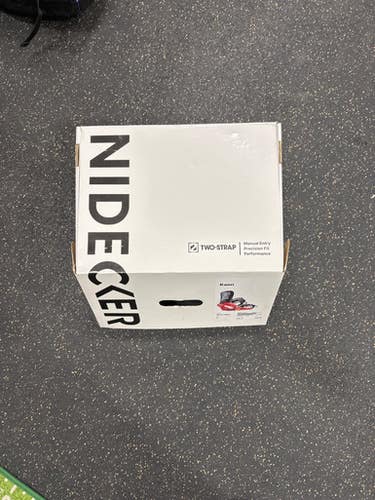 NIDECKER
TWO-STRAP
Manual Entry
Precision Fit
Performance